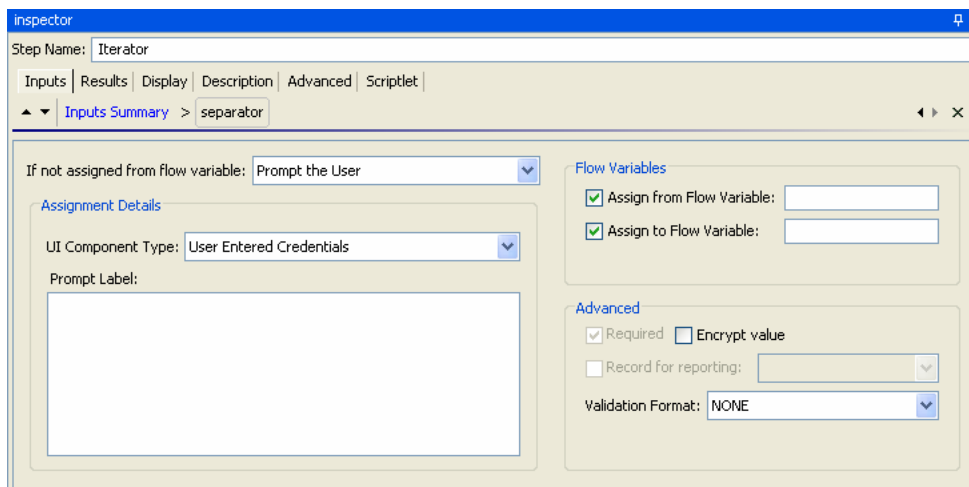 inspector
Step Name: Iterator
Inputs Results Display Description Advanced Scriptlet
Inputs Summary > separator
If not assigned from flow variable: Prompt the User
Assignment Details
UI Component Type: User Entered Credentials
Prompt Label:
Flow Variables
Assign from Flow Variable:
Assign to Flow Variable:
Advanced
Required Encrypt value
Record for reporting:
Validation Format: NONE